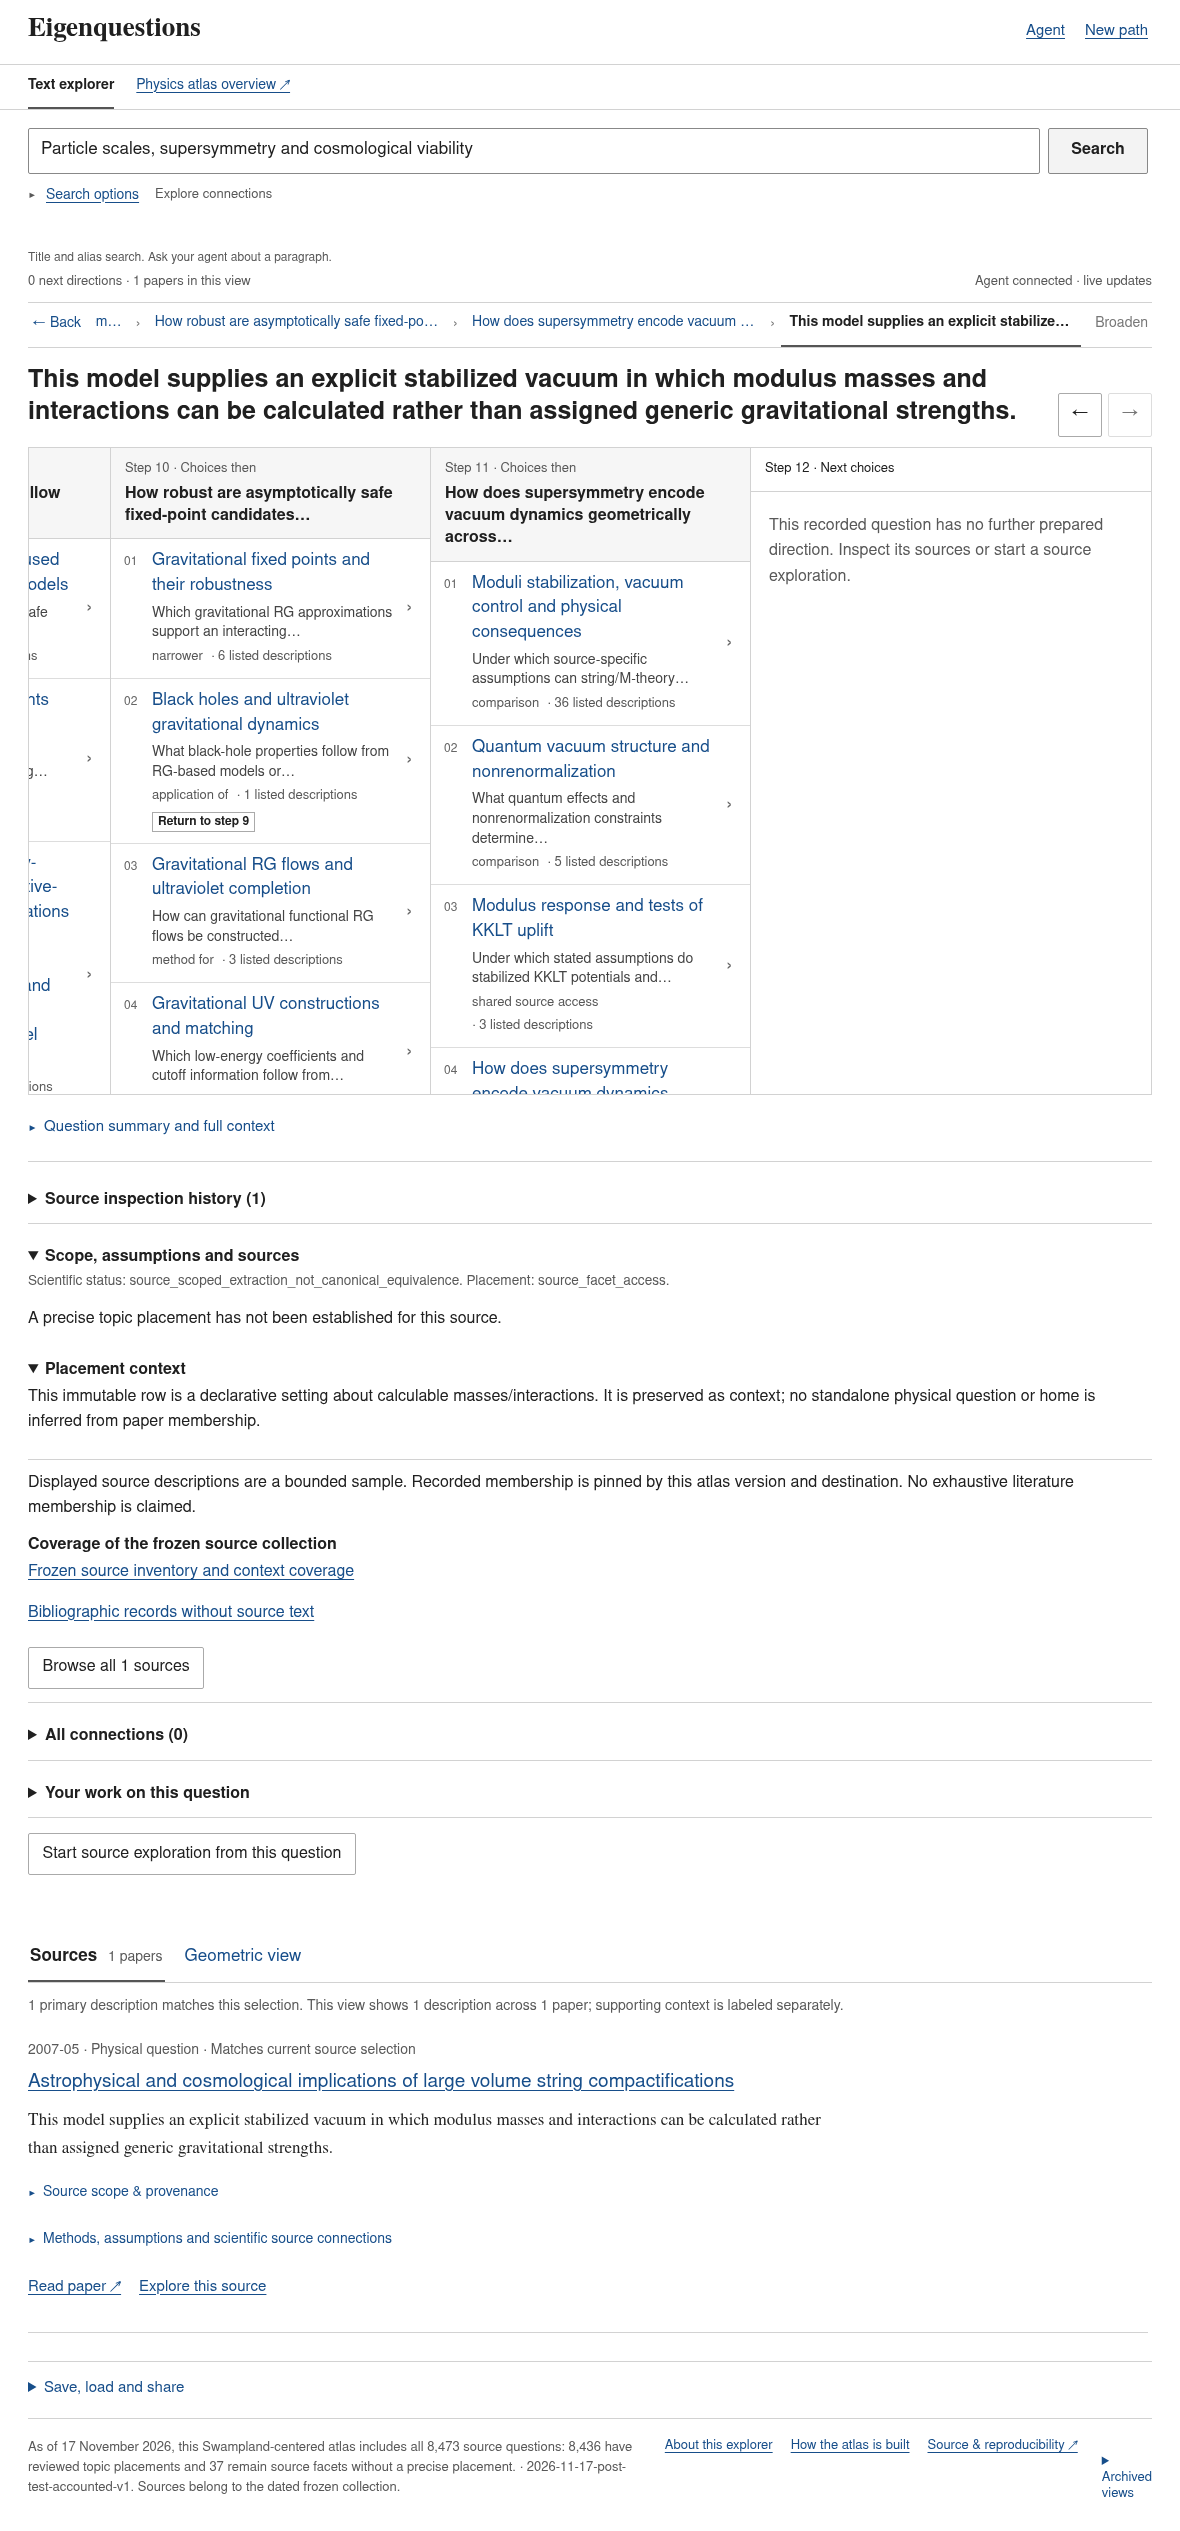 Eigenquestions
Agent New path
Text explorer Physics atlas overview ↗
Particle scales, supersymmetry and cosmological viability
Search
▸ Search options Explore connections
Title and alias search. Ask your agent about a paragraph.
0 next directions · 1 papers in this view
Agent connected · live updates
← Back m… › How robust are asymptotically safe fixed-po… › How does supersymmetry encode vacuum … › This model supplies an explicit stabilize… Broaden
This model supplies an explicit stabilized vacuum in which modulus masses and
interactions can be calculated rather than assigned generic gravitational strengths.
← →
llow
used
odels
afe
ns
nts
g…
y-
tive-
ations
and
el
ions
Step 10 · Choices then
How robust are asymptotically safe
fixed-point candidates…
01 Gravitational fixed points and
their robustness
Which gravitational RG approximations
support an interacting…
narrower · 6 listed descriptions
02 Black holes and ultraviolet
gravitational dynamics
What black-hole properties follow from
RG-based models or…
application of · 1 listed descriptions
Return to step 9
03 Gravitational RG flows and
ultraviolet completion
How can gravitational functional RG
flows be constructed…
method for · 3 listed descriptions
04 Gravitational UV constructions
and matching
Which low-energy coefficients and
cutoff information follow from…
Step 11 · Choices then
How does supersymmetry encode
vacuum dynamics geometrically
across…
01 Moduli stabilization, vacuum
control and physical
consequences
Under which source-specific
assumptions can string/M-theory…
comparison · 36 listed descriptions
02 Quantum vacuum structure and
nonrenormalization
What quantum effects and
nonrenormalization constraints
determine…
comparison · 5 listed descriptions
03 Modulus response and tests of
KKLT uplift
Under which stated assumptions do
stabilized KKLT potentials and…
shared source access
· 3 listed descriptions
04 How does supersymmetry
encode vacuum dynamics
Step 12 · Next choices
This recorded question has no further prepared
direction. Inspect its sources or start a source
exploration.
▸ Question summary and full context
▶ Source inspection history (1)
▼ Scope, assumptions and sources
Scientific status: source_scoped_extraction_not_canonical_equivalence. Placement: source_facet_access.
A precise topic placement has not been established for this source.
▼ Placement context
This immutable row is a declarative setting about calculable masses/interactions. It is preserved as context; no standalone physical question or home is
inferred from paper membership.
Displayed source descriptions are a bounded sample. Recorded membership is pinned by this atlas version and destination. No exhaustive literature
membership is claimed.
Coverage of the frozen source collection
Frozen source inventory and context coverage
Bibliographic records without source text
Browse all 1 sources
▶ All connections (0)
▶ Your work on this question
Start source exploration from this question
Sources 1 papers Geometric view
1 primary description matches this selection. This view shows 1 description across 1 paper; supporting context is labeled separately.
2007-05 · Physical question · Matches current source selection
Astrophysical and cosmological implications of large volume string compactifications
This model supplies an explicit stabilized vacuum in which modulus masses and interactions can be calculated rather
than assigned generic gravitational strengths.
▸ Source scope & provenance
▸ Methods, assumptions and scientific source connections
Read paper ↗ Explore this source
▶ Save, load and share
As of 17 November 2026, this Swampland-centered atlas includes all 8,473 source questions: 8,436 have
reviewed topic placements and 37 remain source facets without a precise placement. · 2026-11-17-post-
test-accounted-v1. Sources belong to the dated frozen collection.
About this explorer How the atlas is built Source & reproducibility ↗
▶
Archived
views